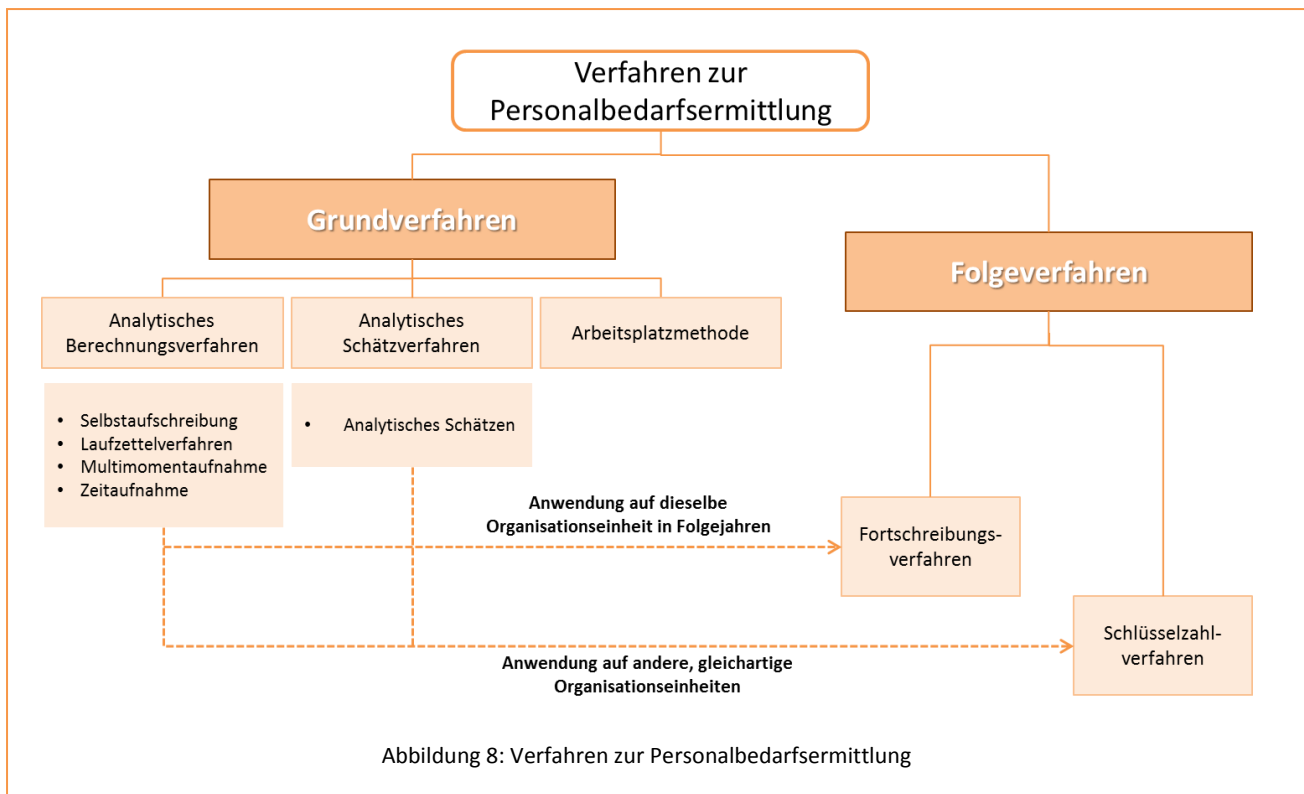 Verfahren zur
Personalbedarfsermittlung
Grundverfahren
Folgeverfahren
Analytisches
Berechnungsverfahren
Analytisches
Schätzverfahren
Arbeitsplatzmethode
• Selbstaufschreibung
• Laufzettelverfahren
• Multimomentaufnahme
• Zeitaufnahme
• Analytisches Schätzen
Anwendung auf dieselbe
Organisationseinheit in Folgejahren
Fortschreibungs-
verfahren
Schlüsselzahl-
verfahren
Anwendung auf andere, gleichartige
Organisationseinheiten
Abbildung 8: Verfahren zur Personalbedarfsermittlung